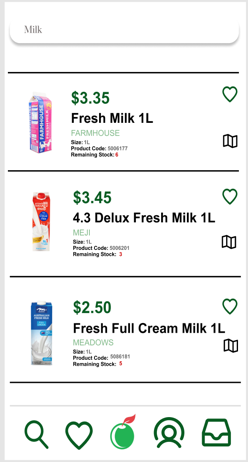 Milk
$3.35
Fresh Milk 1L
FARMHOUSE
Size: 1L
Product Code: 5006177
Remaining Stock: 6
$3.45
4.3 Delux Fresh Milk 1L
MEJI
Size: 1L
Product Code: 5006201
Remaining Stock: 3
$2.50
Fresh Full Cream Milk 1L
MEADOWS
Size: 1L
Product Code: 5086181
Remaining Stock: 5